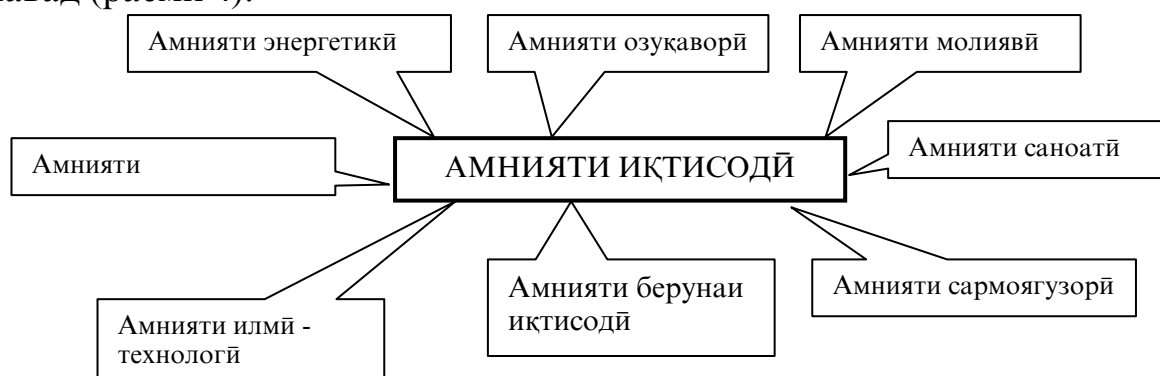 Амнияти энергетикӣ
Амнияти озуқаворӣ
Амнияти молиявӣ
Амнияти
АМНИЯТИ ИҚТИСОДӢ
Амнияти саноатӣ
Амнияти илмӣ -
технологӣ
Амнияти берунаи
иқтисодӣ
Амнияти сармоягузорӣ